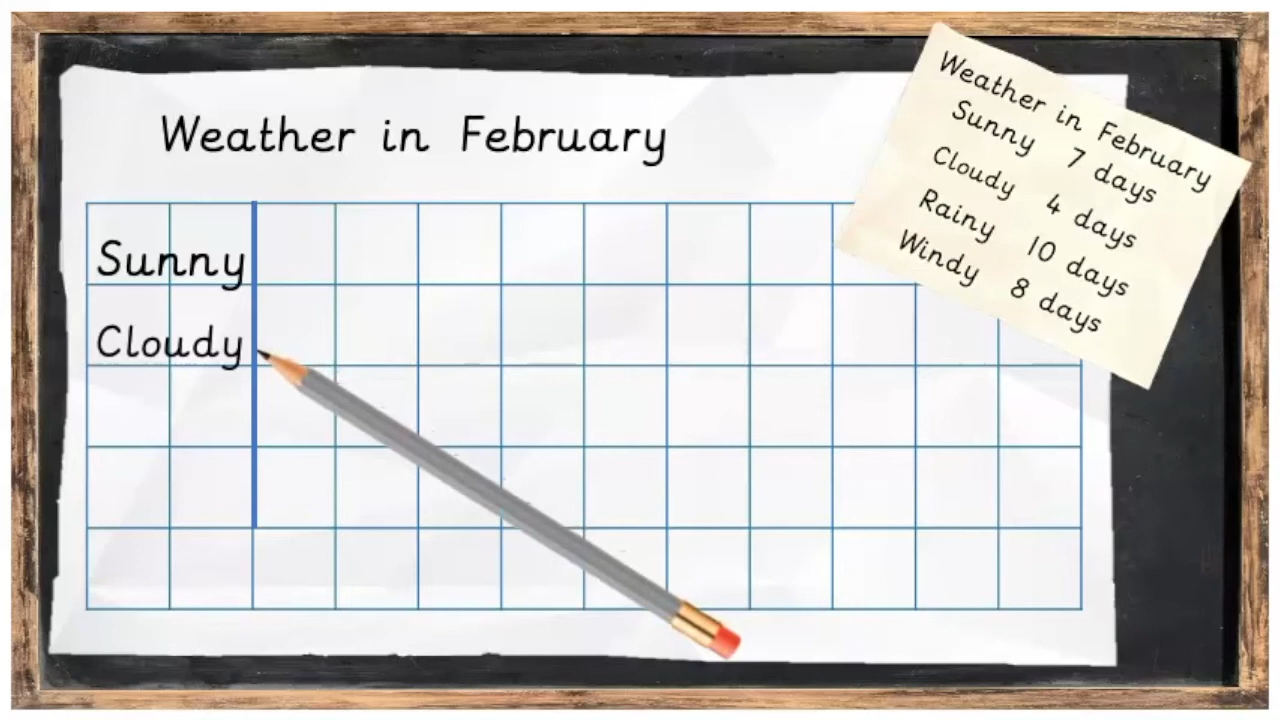 Weather in February
Sunny
Cloudy
Weather in February
Sunny 7 days
Cloudy 4 days
Rainy 10 days
Windy 8 days